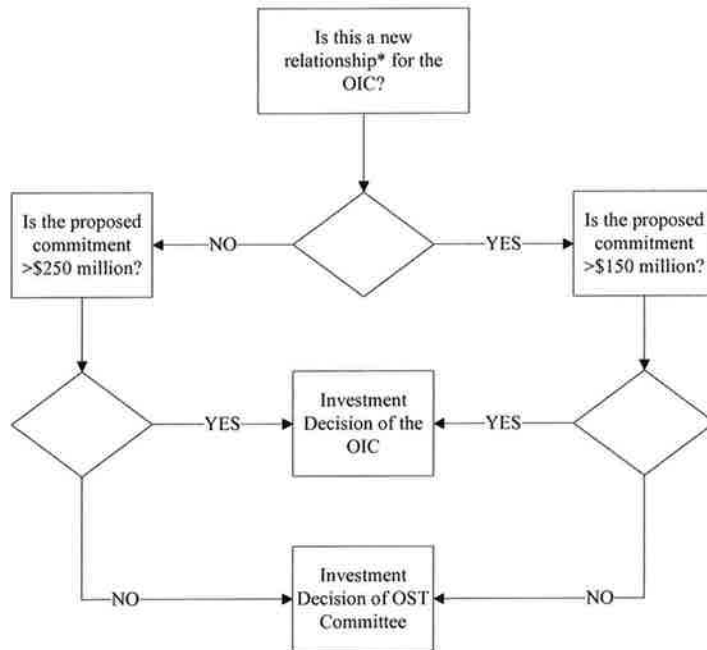 Is this a new
relationship* for the
OIC?
Is the proposed
commitment
>$250 million?
NO
YES
Is the proposed
commitment
>$150 million?
YES
Investment
Decision of the
OIC
YES
NO
Investment
Decision of OST
Committee
NO